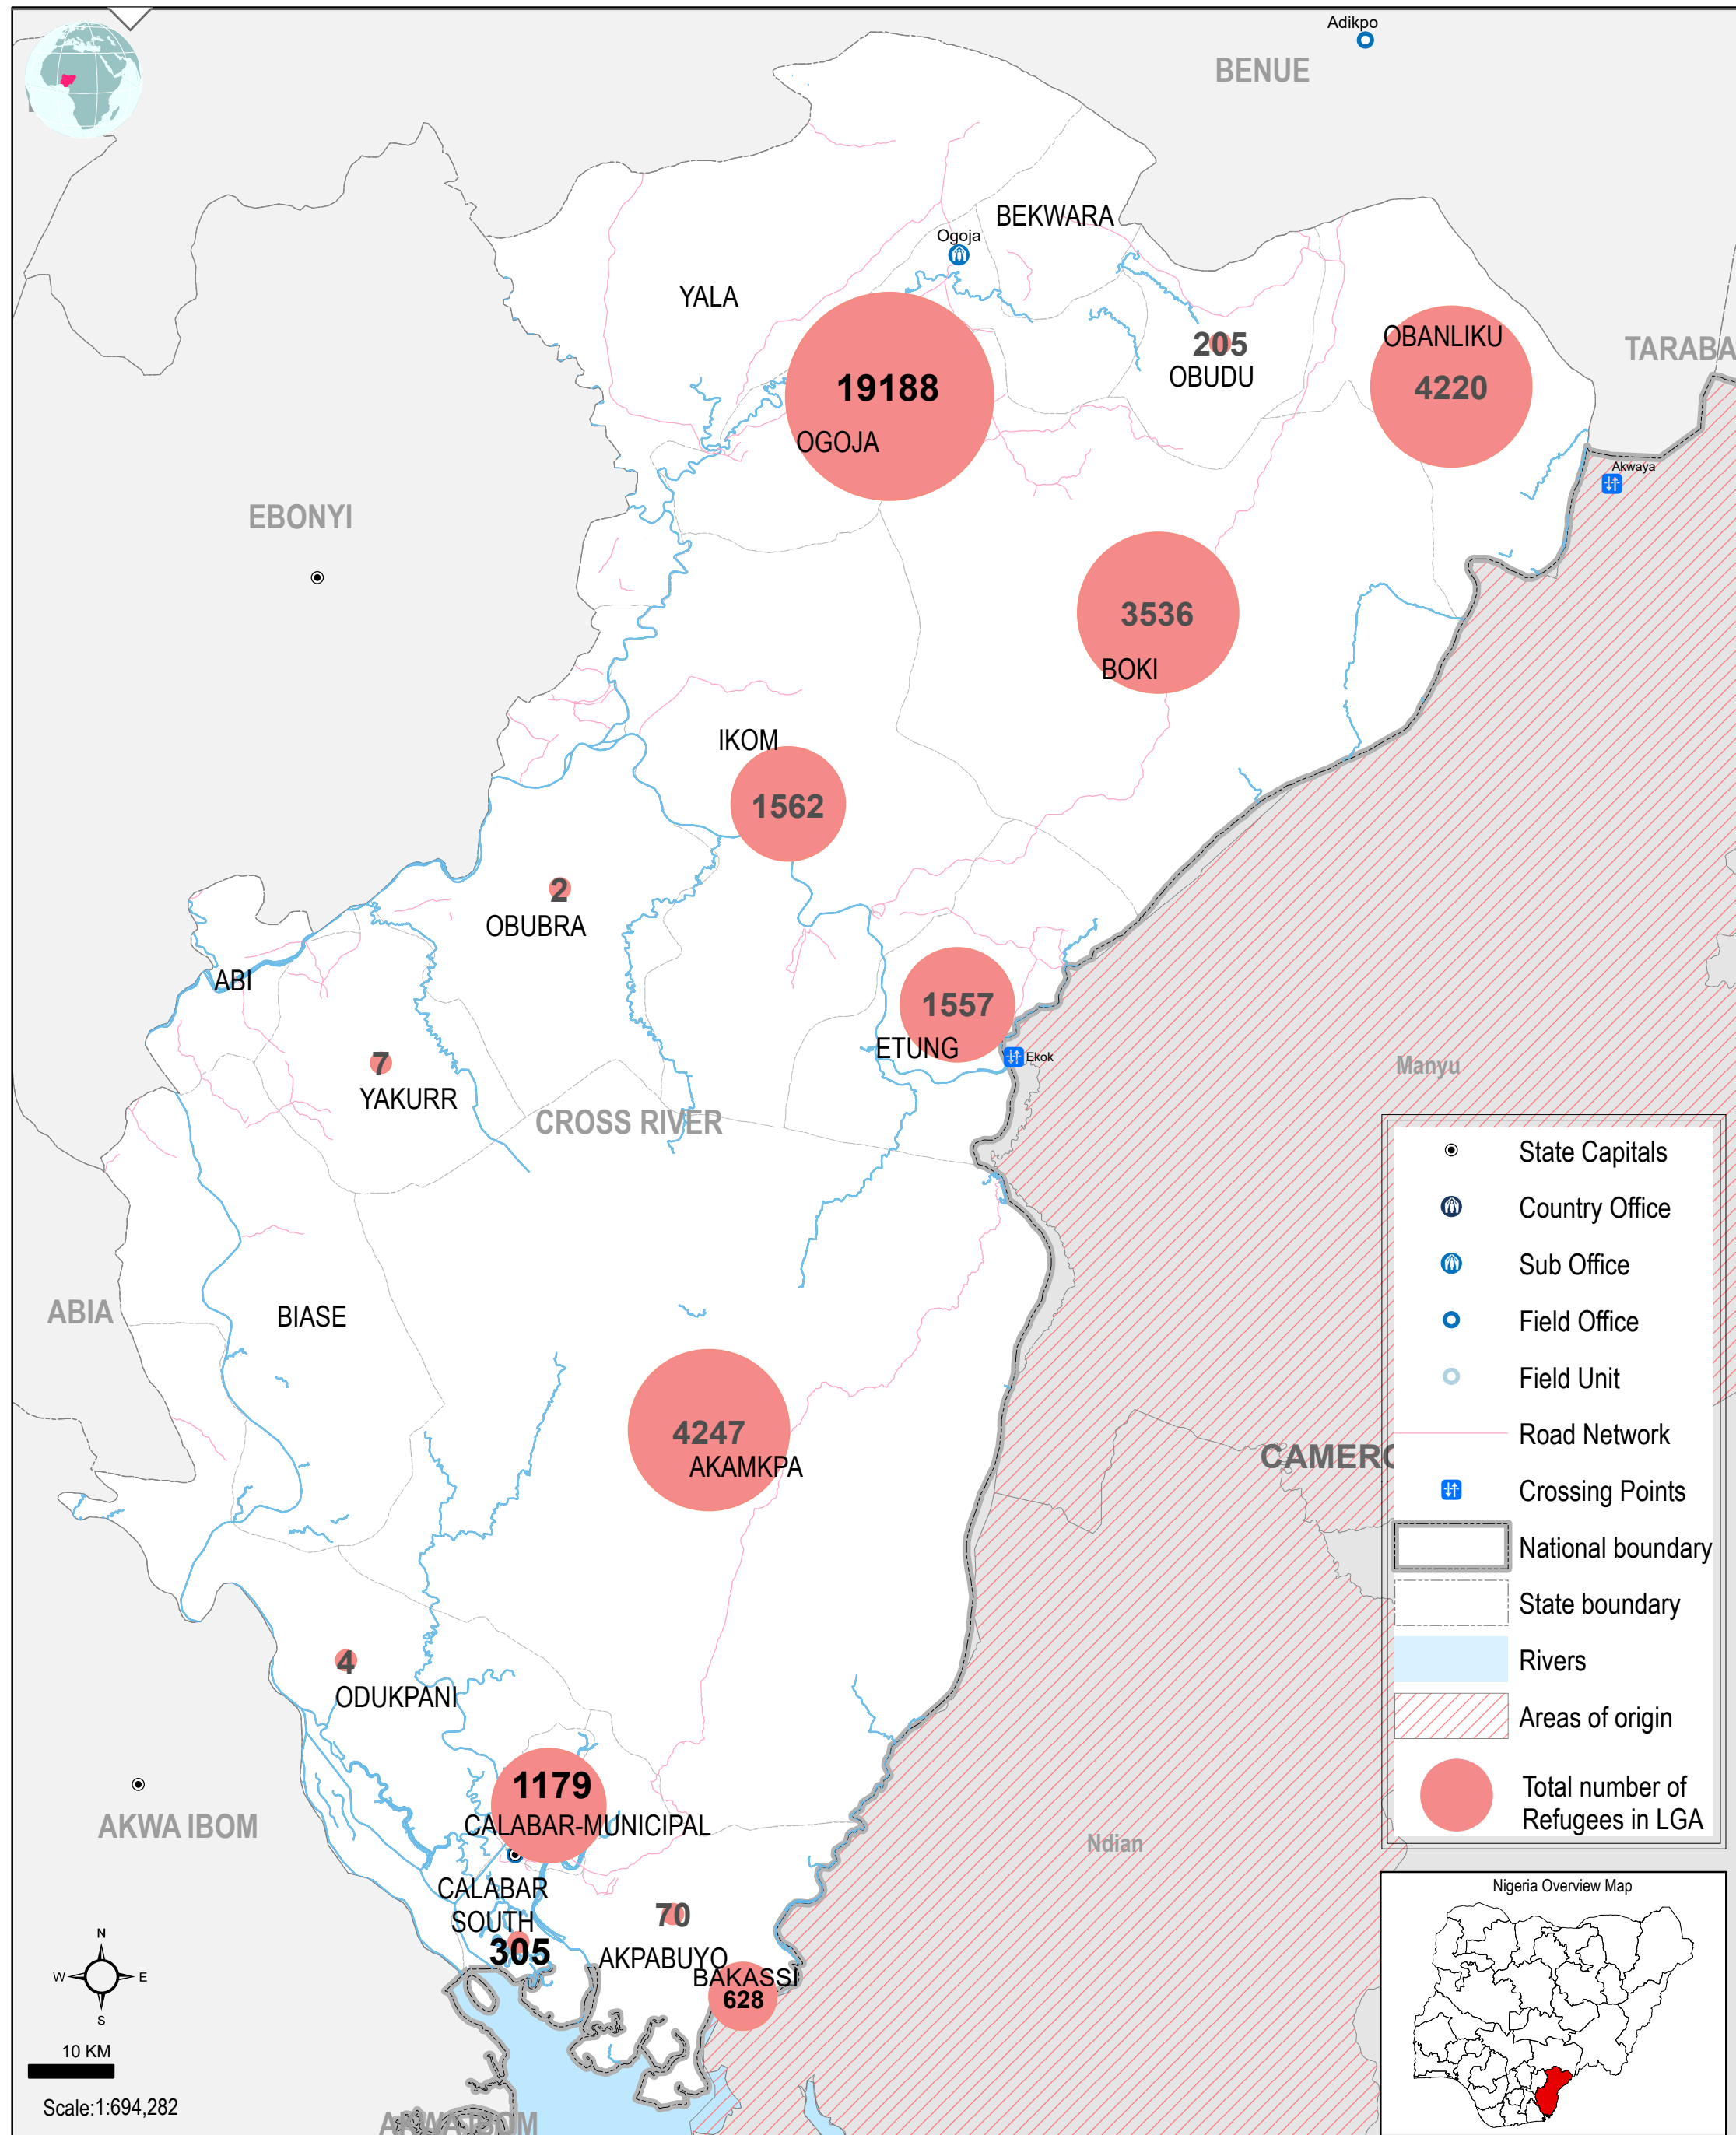 Adikpo
BENUE
BEKWARA
Ogoja
YALA
205
OBUDU
OBANLIKU
4220
TARABA
19188
OGOJA
Akwaya
EBONYI
3536
BOKI
IKOM
1562
2
OBUBRA
ABI
1557
ETUNG
Ekok
7
YAKURR
CROSS RIVER
Manyu
ABIA
BIASE
4247
AKAMKPA
CAMERO
4
ODUKPANI
1179
CALABAR-MUNICIPAL
AKWA IBOM
Ndian
CALABAR
SOUTH
305
70
AKPABUYO
BAKASSI
628
State Capitals
Country Office
Sub Office
Field Office
Field Unit
Road Network
Crossing Points
National boundary
State boundary
Rivers
Areas of origin
Total number of
Refugees in LGA
Nigeria Overview Map
N
W
E
S
10 KM
Scale:1:694,282